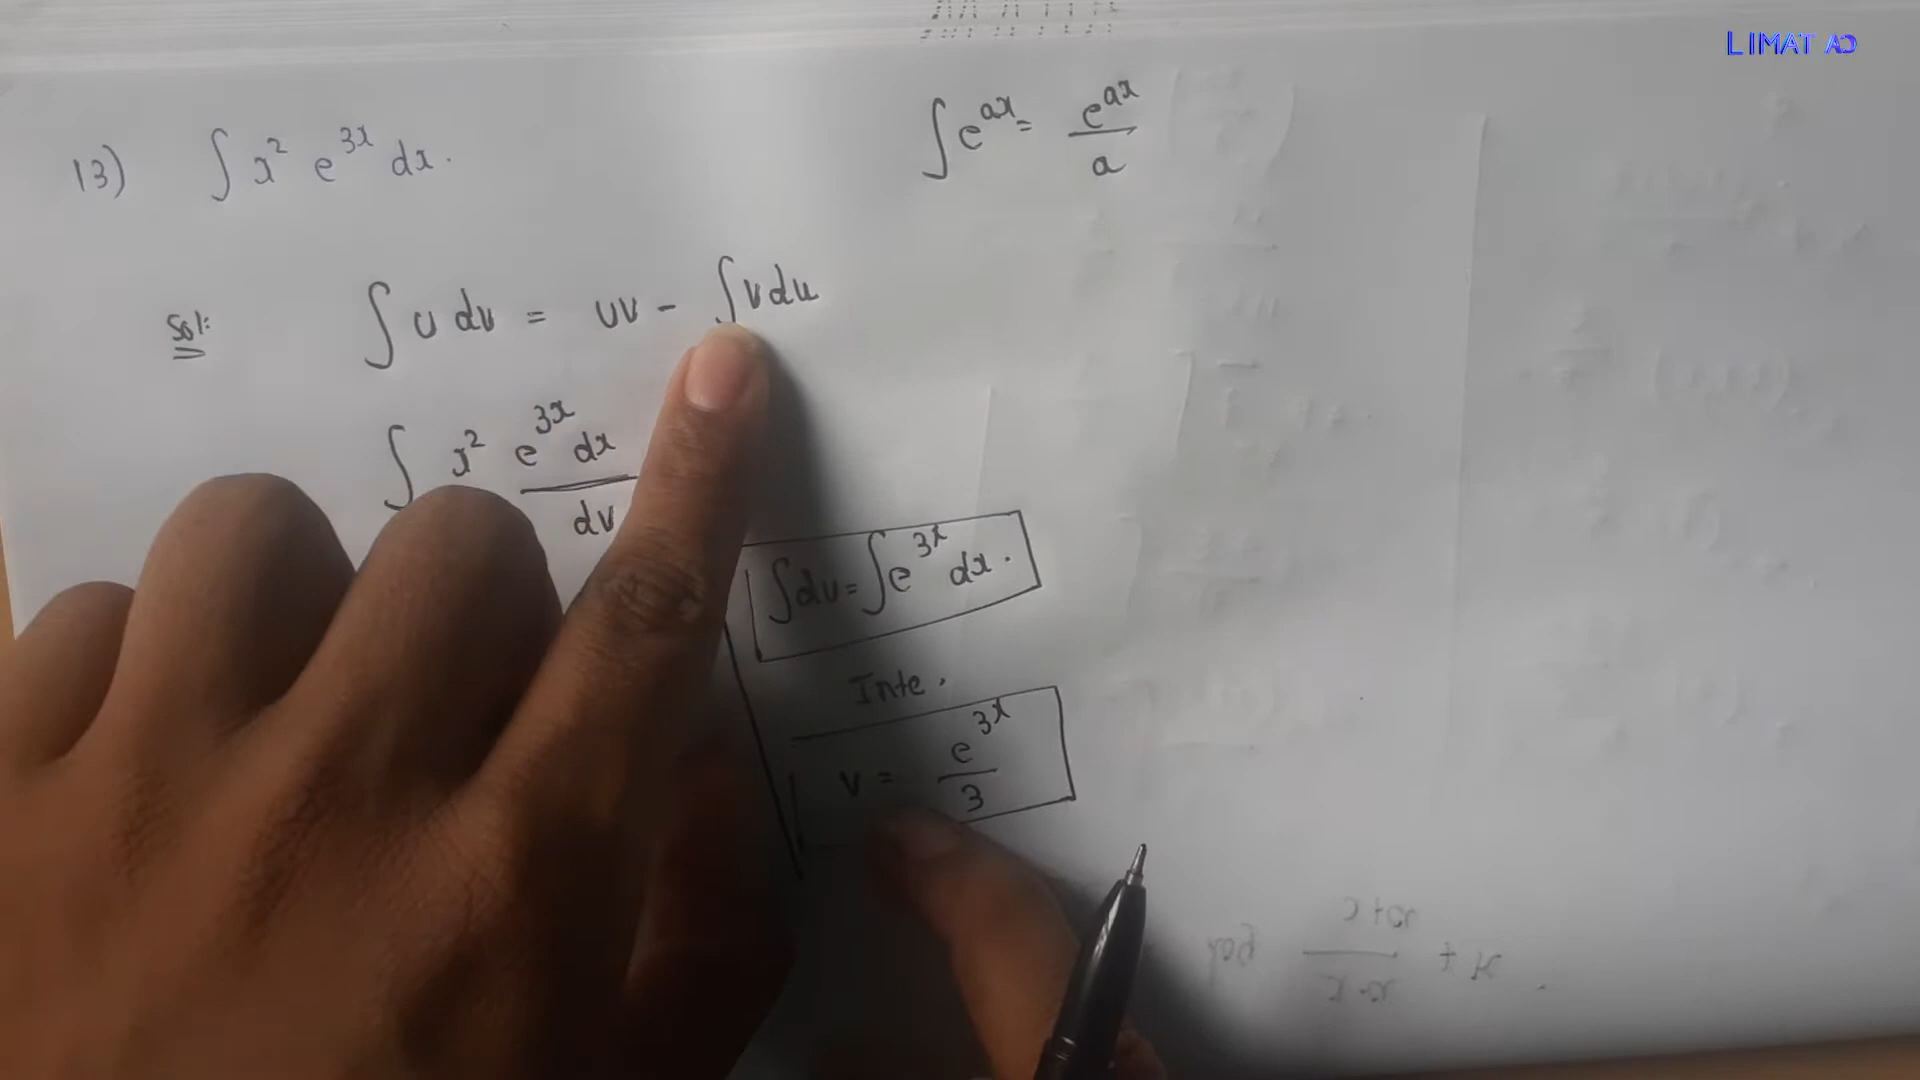 LIMAT AD
13) ∫ x² e^{3x} dx.
∫ e^{ax} = e^{ax}/a
Sol: ∫ u dv = uv - ∫ v du
∫ x² e^{3x} dx
dv
∫ dv = ∫ e^{3x} dx.
Inte.
v = e^{3x}/3